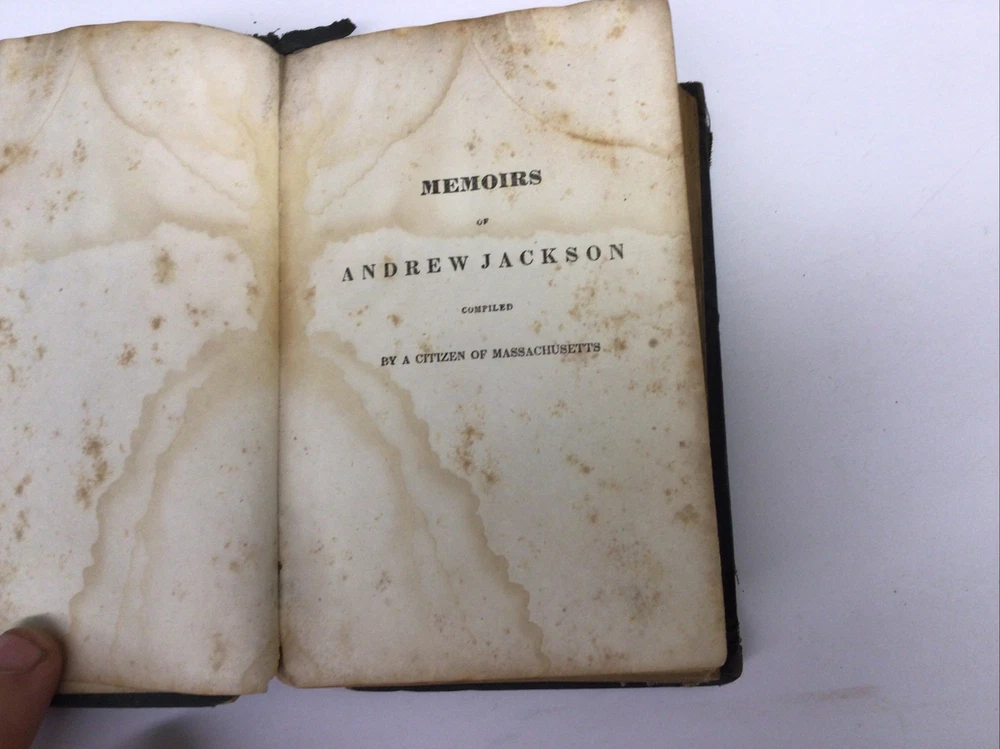 MEMOIRS
OF
ANDREW JACKSON
COMPILED
BY A CITIZEN OF MASSACHUSETTS